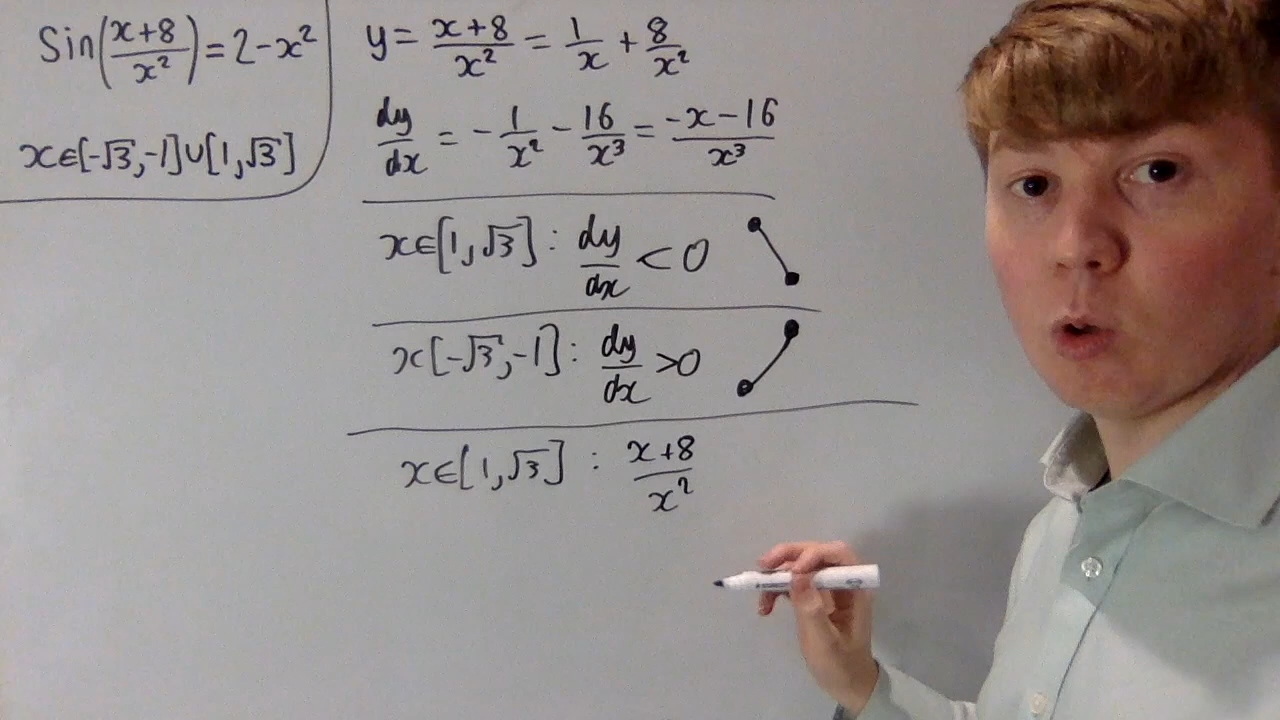 Sin((x+8)/x²) = 2-x²
x∈[-√3,-1]∪[1,√3]
y = (x+8)/x² = 1/x + 8/x²
dy/dx = -1/x² - 16/x³ = (-x-16)/x³
x∈[1,√3] : dy/dx < 0
x[-√3,-1] : dy/dx >0
x∈[1,√3] : (x+8)/x²